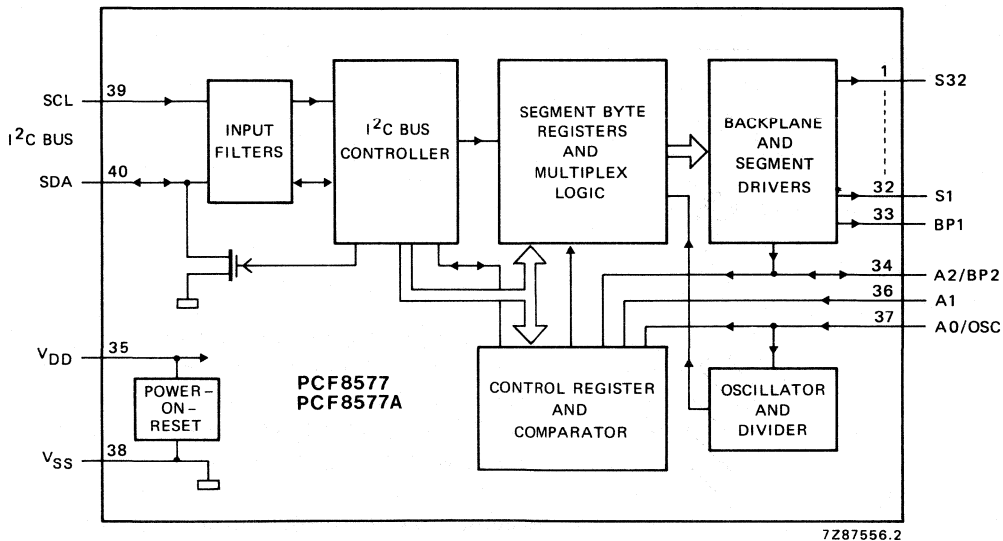 SCL
39
I²C BUS
SDA
40
INPUT
FILTERS
I²C BUS
CONTROLLER
SEGMENT BYTE
REGISTERS
AND
MULTIPLEX
LOGIC
BACKPLANE
AND
SEGMENT
DRIVERS
1
S32
32
S1
33
BP1
34
A2/BP2
36
A1
37
A0/OSC
VDD
35
POWER-
ON-
RESET
VSS
38
PCF8577
PCF8577A
CONTROL REGISTER
AND
COMPARATOR
OSCILLATOR
AND
DIVIDER
7Z87556.2